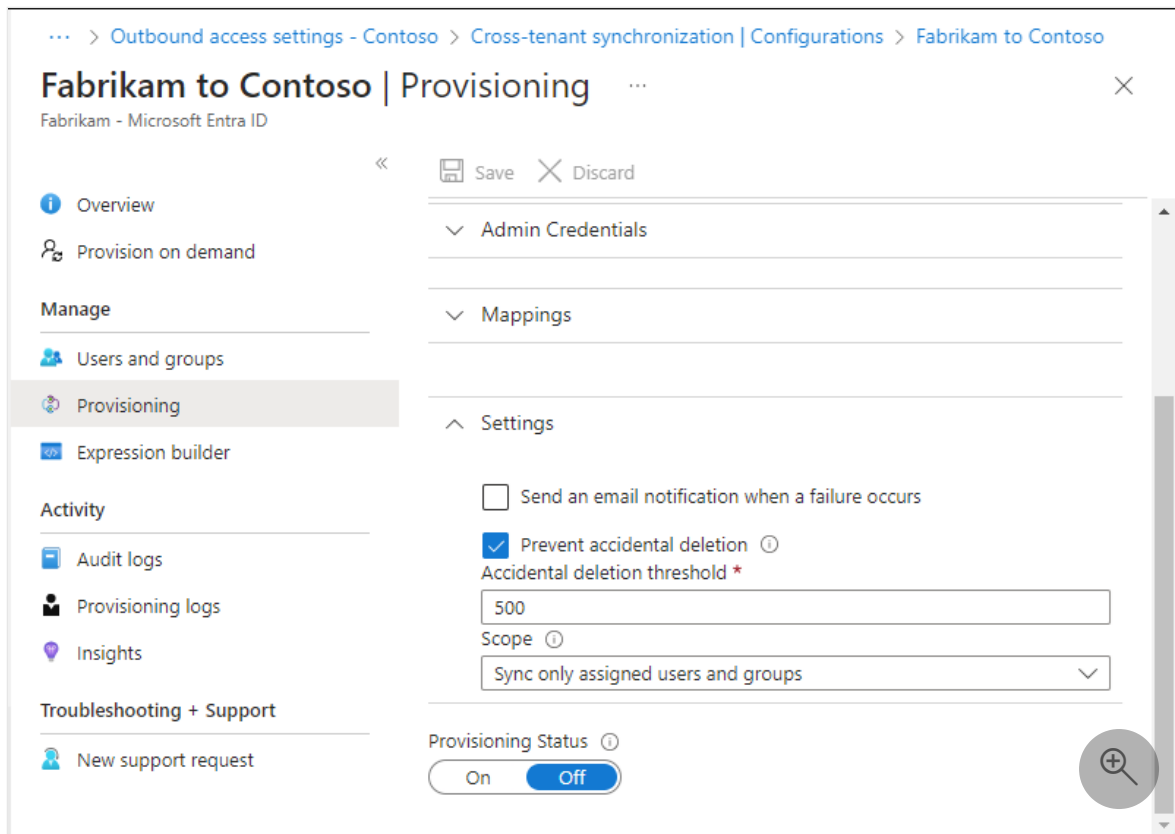 ··· > Outbound access settings - Contoso > Cross-tenant synchronization | Configurations > Fabrikam to Contoso
Fabrikam to Contoso | Provisioning ···
Fabrikam - Microsoft Entra ID
Save Discard
Overview
Provision on demand
Manage
Users and groups
Provisioning
Expression builder
Activity
Audit logs
Provisioning logs
Insights
Troubleshooting + Support
New support request
Admin Credentials
Mappings
Settings
Send an email notification when a failure occurs
Prevent accidental deletion
Accidental deletion threshold *
500
Scope
Sync only assigned users and groups
Provisioning Status
On Off